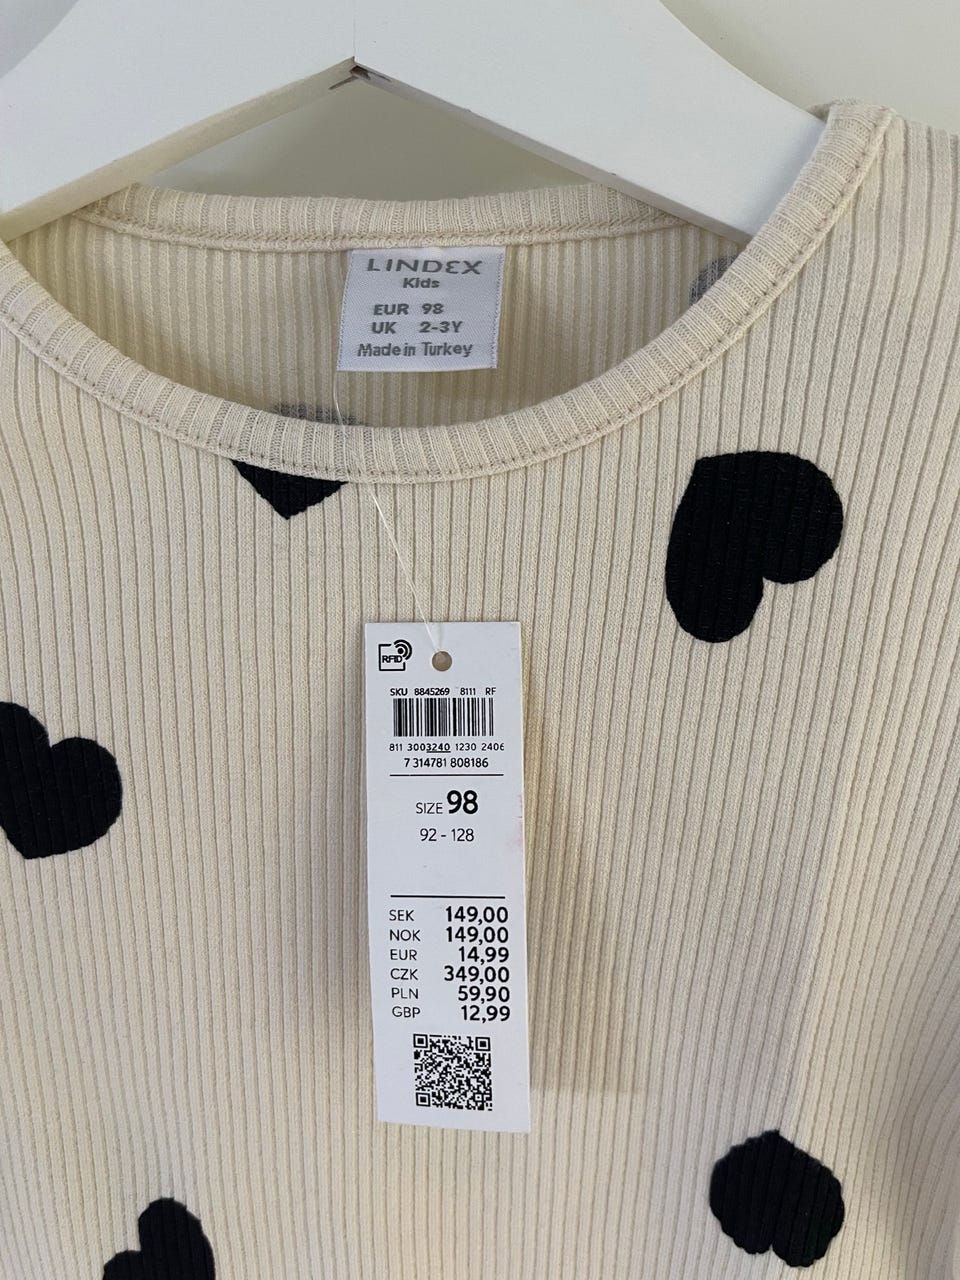 LINDEX
Kids
EUR 98
UK 2-3Y
Made in Turkey
RFID
SKU 8845269 8111 RF
811 3003240 1230 2406
7 314781 808186
SIZE 98
92 - 128
SEK 149,00
NOK 149,00
EUR 14,99
CZK 349,00
PLN 59,90
GBP 12,99